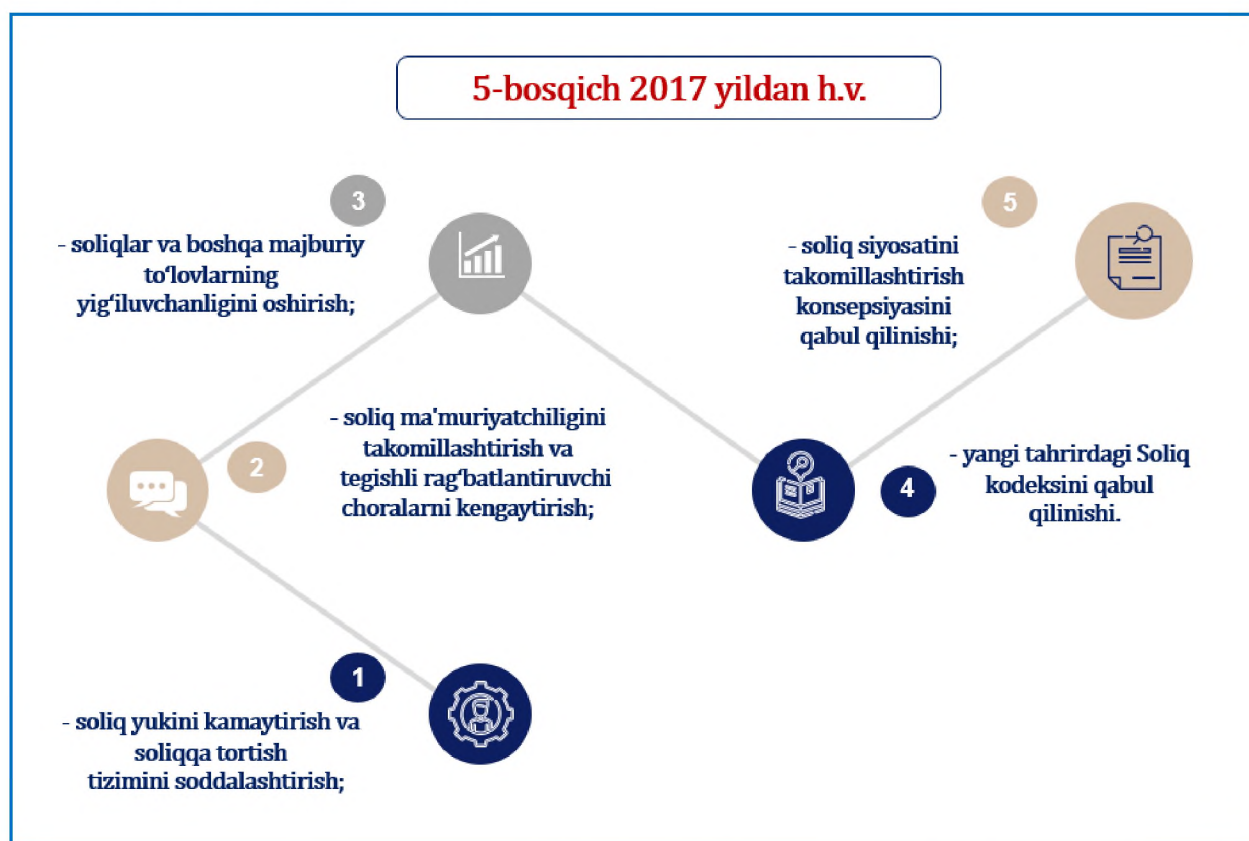 5-bosqich 2017 yildan h.v.
3
- soliqlar va boshqa majburiy
to‘lovlarning
yig‘iluvchanligini oshirish;
5
- soliq siyosatini
takomillashtirish
konsepsiyasini
qabul qilinishi;
2
- soliq ma'muriyatchiligini
takomillashtirish va
tegishli rag‘batlantiruvchi
choralarni kengaytirish;
4
- yangi tahrirdagi Soliq
kodeksini qabul
qilinishi.
1
- soliq yukini kamaytirish va
soliqqa tortish
tizimini soddalashtirish;